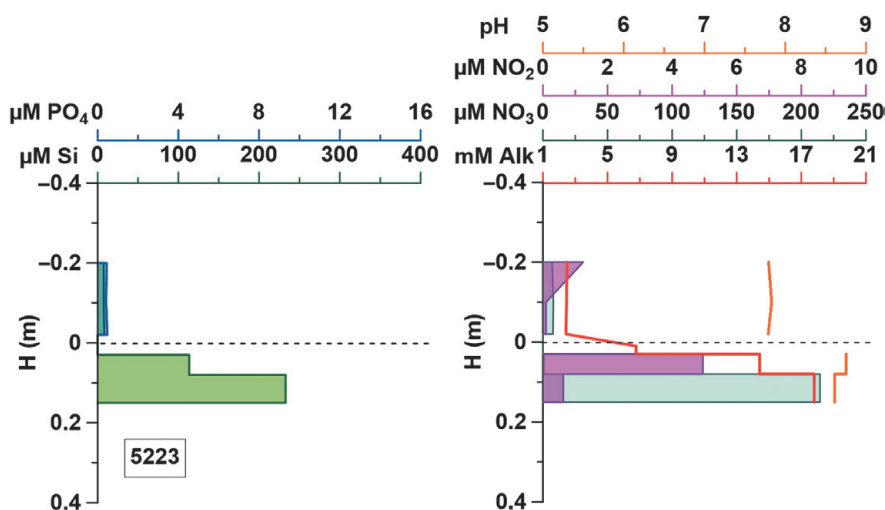 µM PO4 0 4 8 12 16
µM Si 0 100 200 300 400
−0.4
−0.2
0
0.2
0.4
H (m)
5223
pH 5 6 7 8 9
µM NO2 0 2 4 6 8 10
µM NO3 0 50 100 150 200 250
mM Alk 1 5 9 13 17 21
−0.4
−0.2
0
0.2
0.4
H (m)